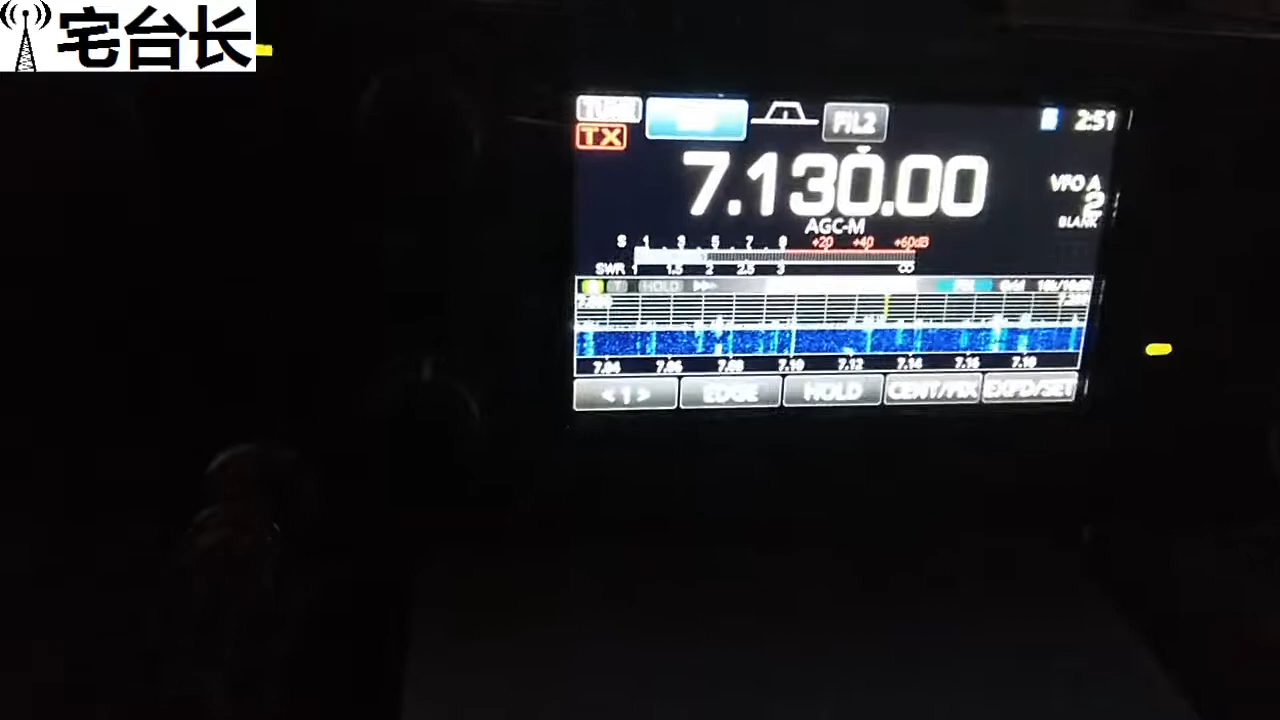 宅台长
TUNE
TX
FIL2
2:51
7.130.00
VFO A
2
BLANK
AGC-M
S 1 . 3 . 5 . 7 . 9 +20 +40 +60dB
SWR 1 1.5 2 2.5 3 ∞
HOLD
7.04 7.06 7.08 7.10 7.12 7.14 7.16 7.18
<1> EDGE HOLD CENT/FIX EXPD/SET